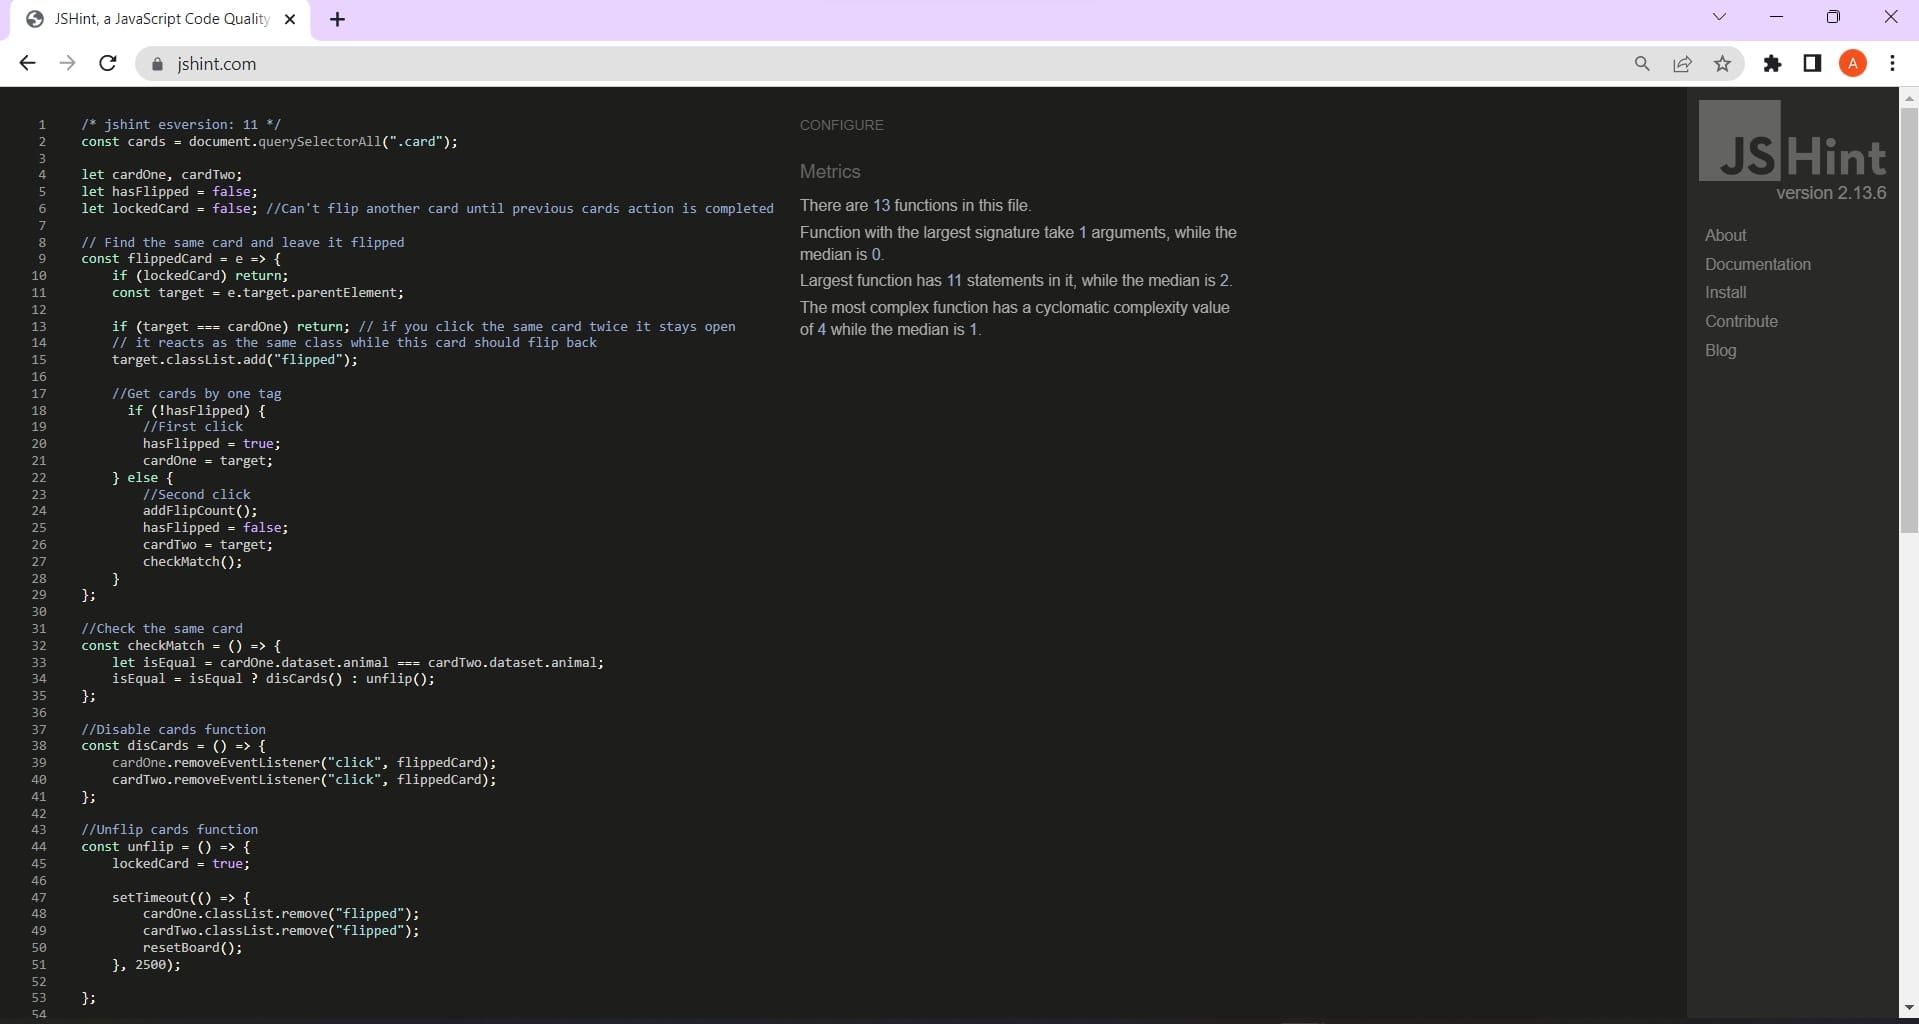 JSHint, a JavaScript Code Quality
jshint.com
A
1 /* jshint esversion: 11 */
2 const cards = document.querySelectorAll(".card");
3
4 let cardOne, cardTwo;
5 let hasFlipped = false;
6 let lockedCard = false; //Can't flip another card until previous cards action is completed
7
8 // Find the same card and leave it flipped
9 const flippedCard = e => {
10 if (lockedCard) return;
11 const target = e.target.parentElement;
12
13 if (target === cardOne) return; // if you click the same card twice it stays open
14 // it reacts as the same class while this card should flip back
15 target.classList.add("flipped");
16
17 //Get cards by one tag
18 if (!hasFlipped) {
19 //First click
20 hasFlipped = true;
21 cardOne = target;
22 } else {
23 //Second click
24 addFlipCount();
25 hasFlipped = false;
26 cardTwo = target;
27 checkMatch();
28 }
29 };
30
31 //Check the same card
32 const checkMatch = () => {
33 let isEqual = cardOne.dataset.animal === cardTwo.dataset.animal;
34 isEqual = isEqual ? disCards() : unflip();
35 };
36
37 //Disable cards function
38 const disCards = () => {
39 cardOne.removeEventListener("click", flippedCard);
40 cardTwo.removeEventListener("click", flippedCard);
41 };
42
43 //Unflip cards function
44 const unflip = () => {
45 lockedCard = true;
46
47 setTimeout(() => {
48 cardOne.classList.remove("flipped");
49 cardTwo.classList.remove("flipped");
50 resetBoard();
51 }, 2500);
52
53 };
54
CONFIGURE
Metrics
There are 13 functions in this file.
Function with the largest signature take 1 arguments, while the
median is 0.
Largest function has 11 statements in it, while the median is 2.
The most complex function has a cyclomatic complexity value
of 4 while the median is 1.
JSHint
version 2.13.6
About
Documentation
Install
Contribute
Blog